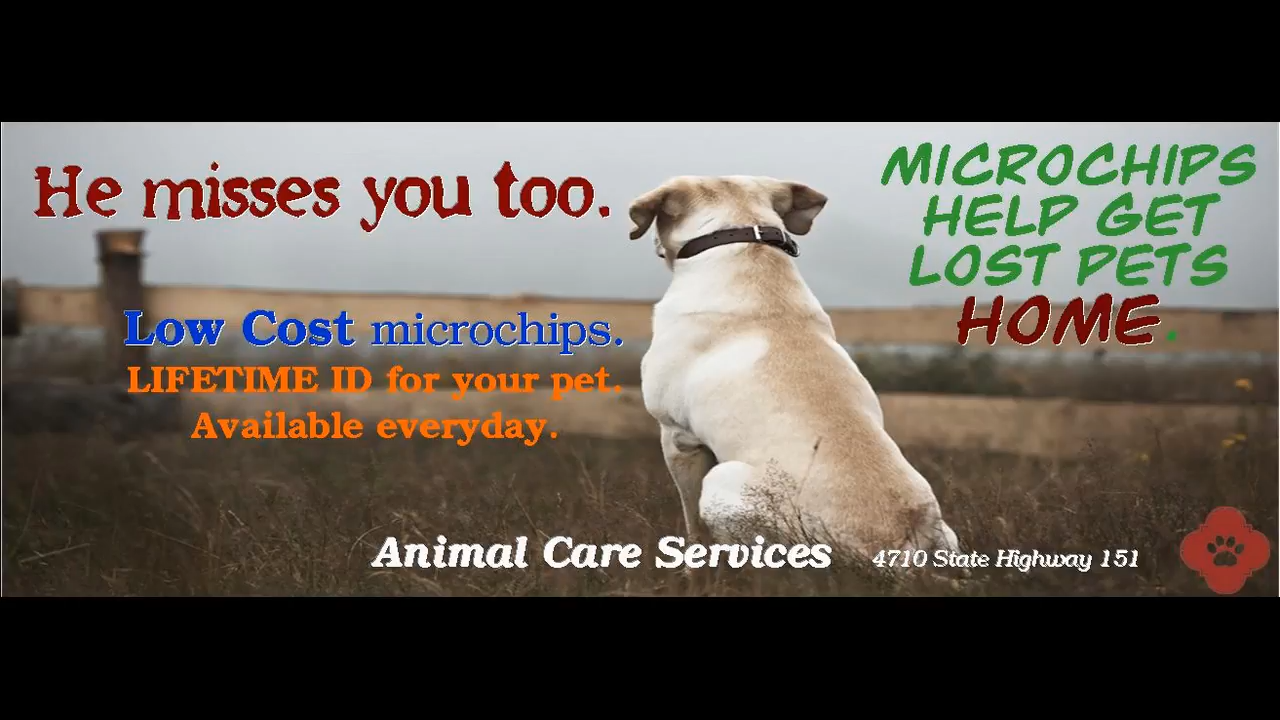 He misses you too.
Low Cost microchips.
LIFETIME ID for your pet.
Available everyday.
MICROCHIPS
HELP GET
LOST PETS
HOME.
Animal Care Services
4710 State Highway 151